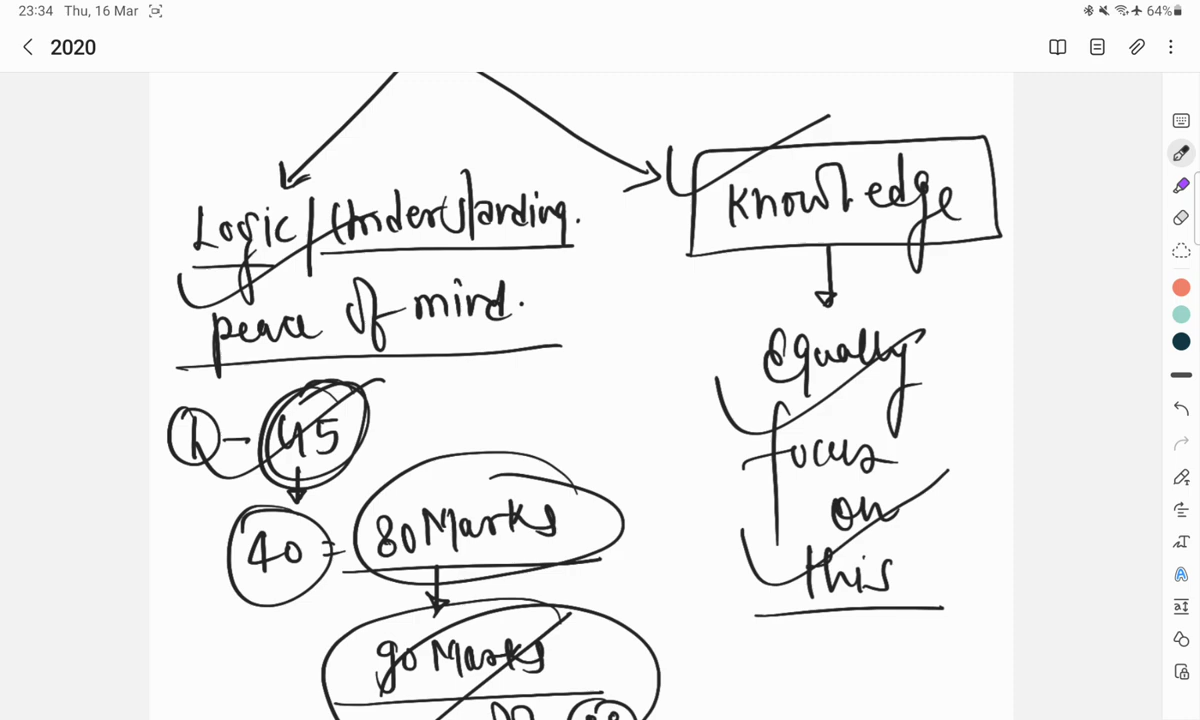 23:34 Thu, 16 Mar
64%
2020
Logic / Understanding.
peace of mind.
1 - 45
40 = 80 Marks
90 Marks
Knowledge
Equally
focus
on
this